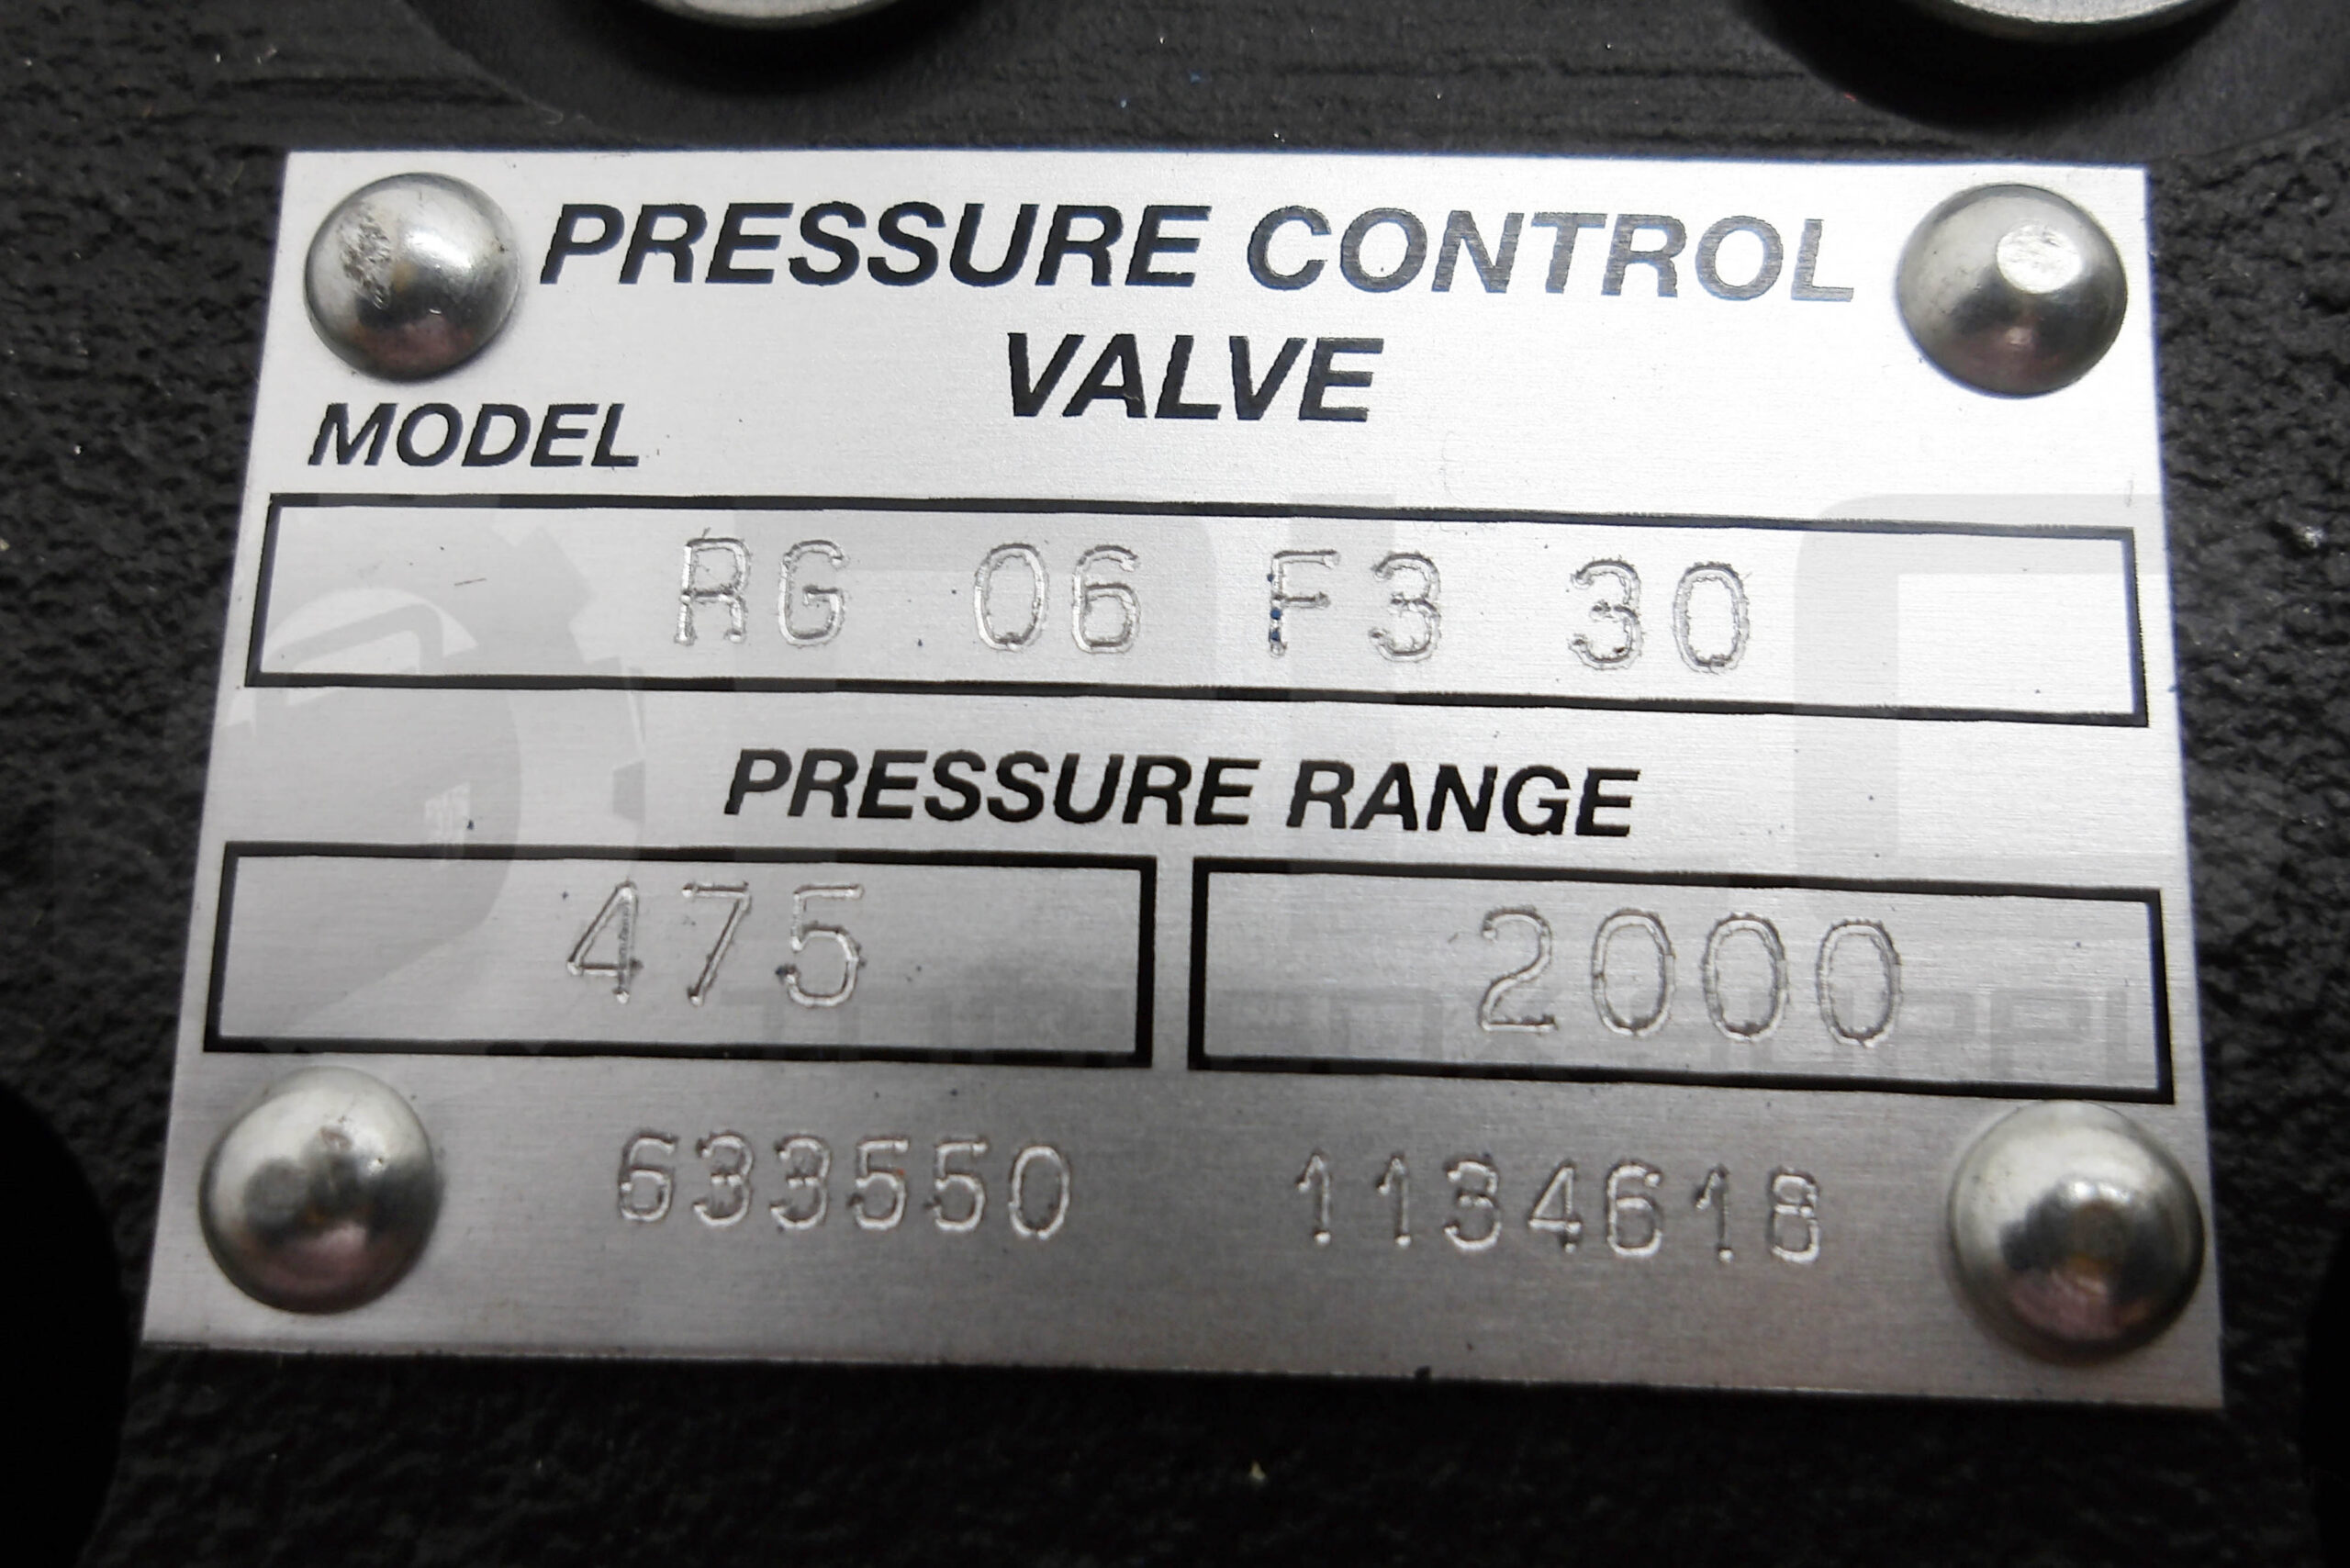 PRESSURE CONTROL
VALVE
MODEL
RG 06 F3 30
PRESSURE RANGE
475 2000
633550 1134618